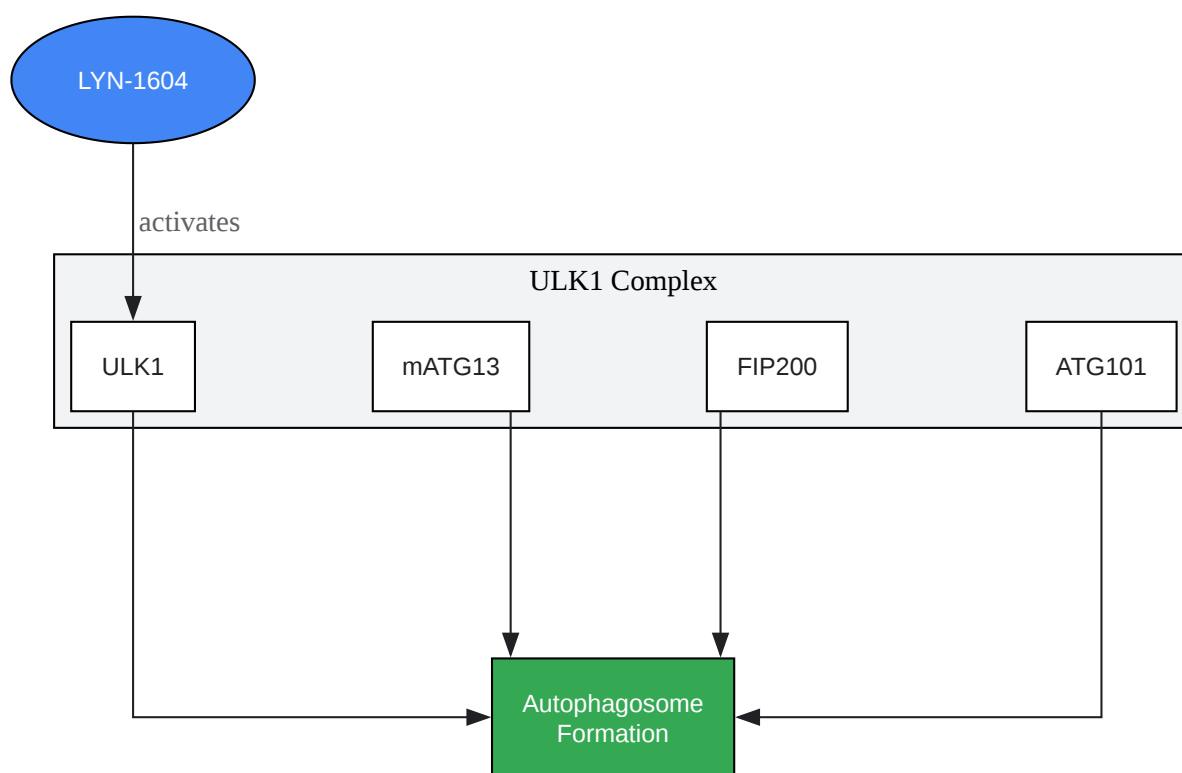 LYN-1604
activates
ULK1 Complex
ULK1
mATG13
FIP200
ATG101
Autophagosome
Formation